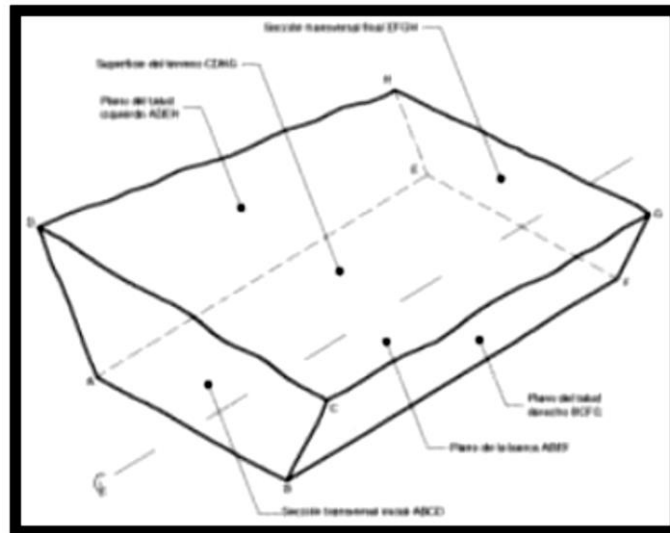 Sección transversal final EFGH
Superficie del terreno CDHG
Plano del talud
izquierdo ADEH
H
E
D
G
F
A
C
Plano del talud
derecho BCFG
Plano de la banca ABEF
B
Sección transversal inicial ABCD